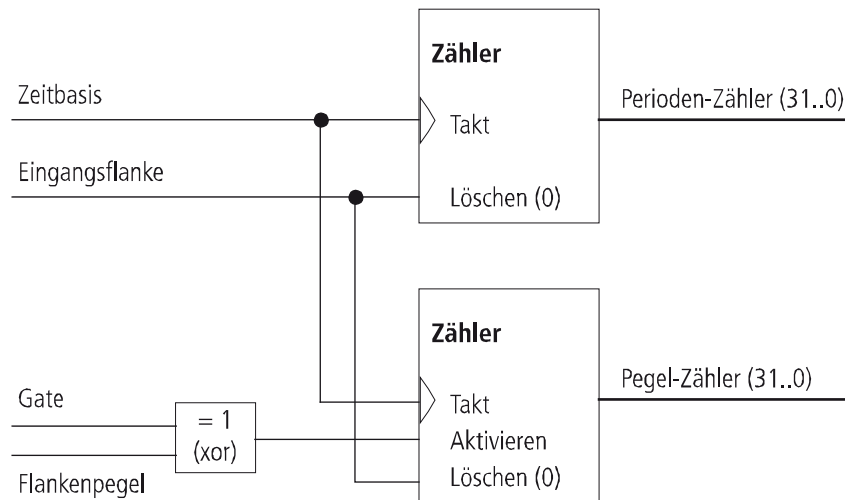 Zähler
Zeitbasis
Perioden-Zähler (31..0)
Takt
Eingangsflanke
Löschen (0)
Zähler
Pegel-Zähler (31..0)
Gate
Takt
= 1
(xor)
Aktivieren
Flankenpegel
Löschen (0)